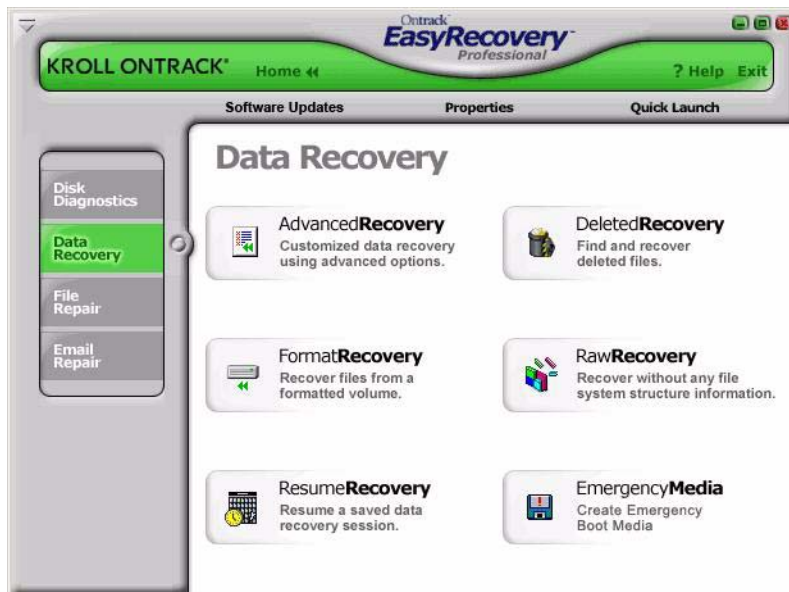 Ontrack®
EasyRecovery™
Professional
KROLL ONTRACK®
Home
? Help Exit
Software Updates Properties Quick Launch
Data Recovery
Disk
Diagnostics
Data
Recovery
File
Repair
Email
Repair
AdvancedRecovery
Customized data recovery
using advanced options.
DeletedRecovery
Find and recover
deleted files.
FormatRecovery
Recover files from a
formatted volume.
RawRecovery
Recover without any file
system structure information.
ResumeRecovery
Resume a saved data
recovery session.
EmergencyMedia
Create Emergency
Boot Media